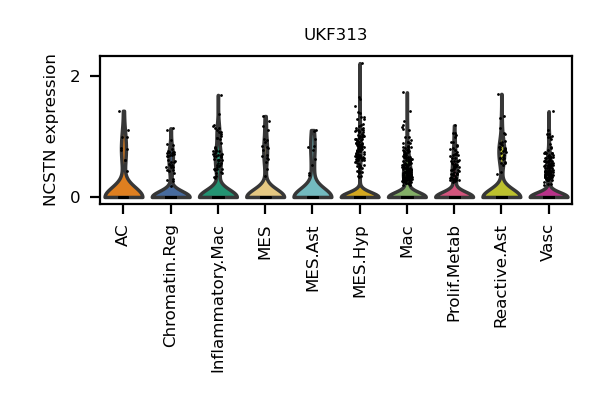 UKF313
NCSTN expression
2
0
AC
Chromatin.Reg
Inflammatory.Mac
MES
MES.Ast
MES.Hyp
Mac
Prolif.Metab
Reactive.Ast
Vasc